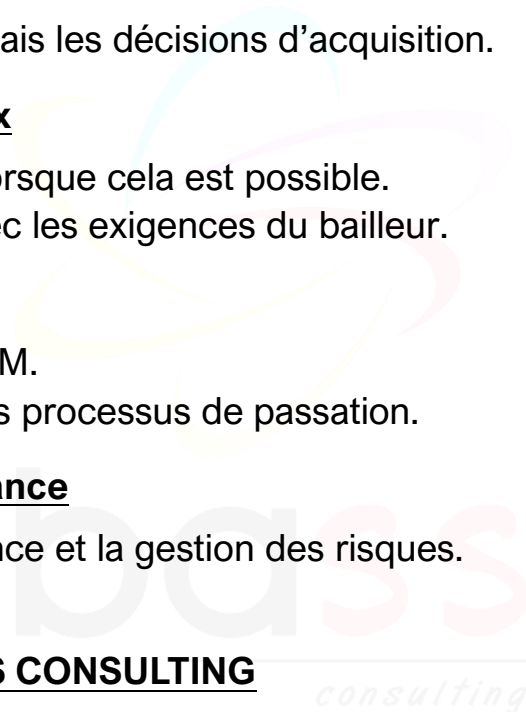 ais les décisions d’acquisition.
x
orsque cela est possible.
ec les exigences du bailleur.
M.
s processus de passation.
ance
nce et la gestion des risques.
bass
S CONSULTING
consulting